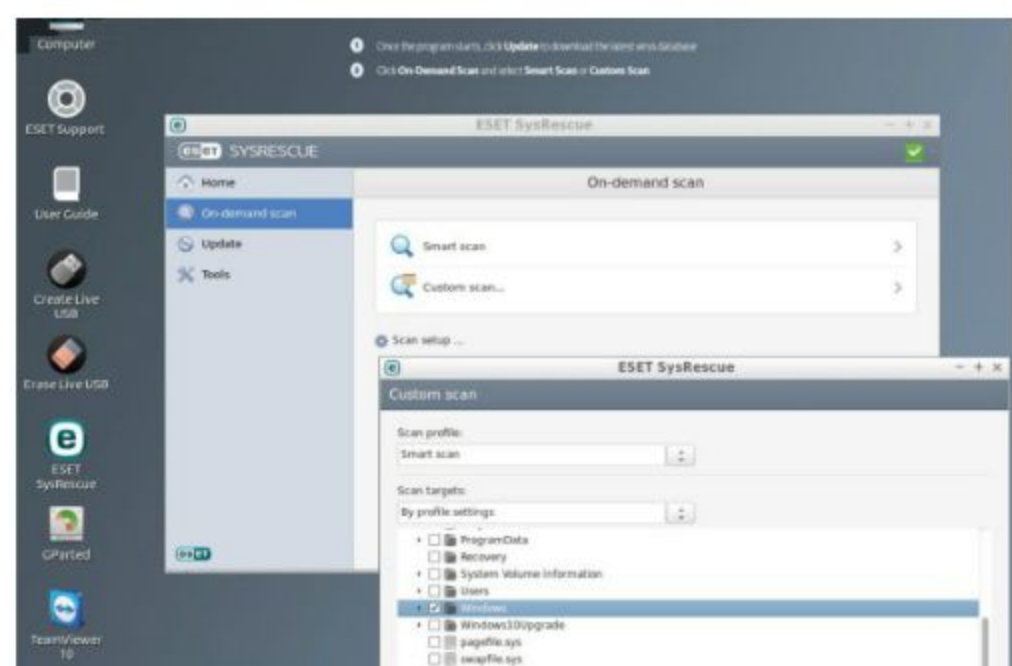 Computer
ESET Support
User Guide
Create Live
USB
Erase Live USB
ESET
SysRescue
GParted
TeamViewer
10
Once the program starts, click Update to download the latest virus database
Click On-Demand Scan and select Smart Scan or Custom Scan
ESET SysRescue
eset SYSRESCUE
Home
On-demand scan
Update
Tools
eset
On-demand scan
Smart scan
Custom scan...
Scan setup ...
ESET SysRescue
Custom scan
Scan profile:
Smart scan
Scan targets:
By profile settings
ProgramData
Recovery
System Volume Information
Users
Windows
Windows10Upgrade
pagefile.sys
swapfile.sys